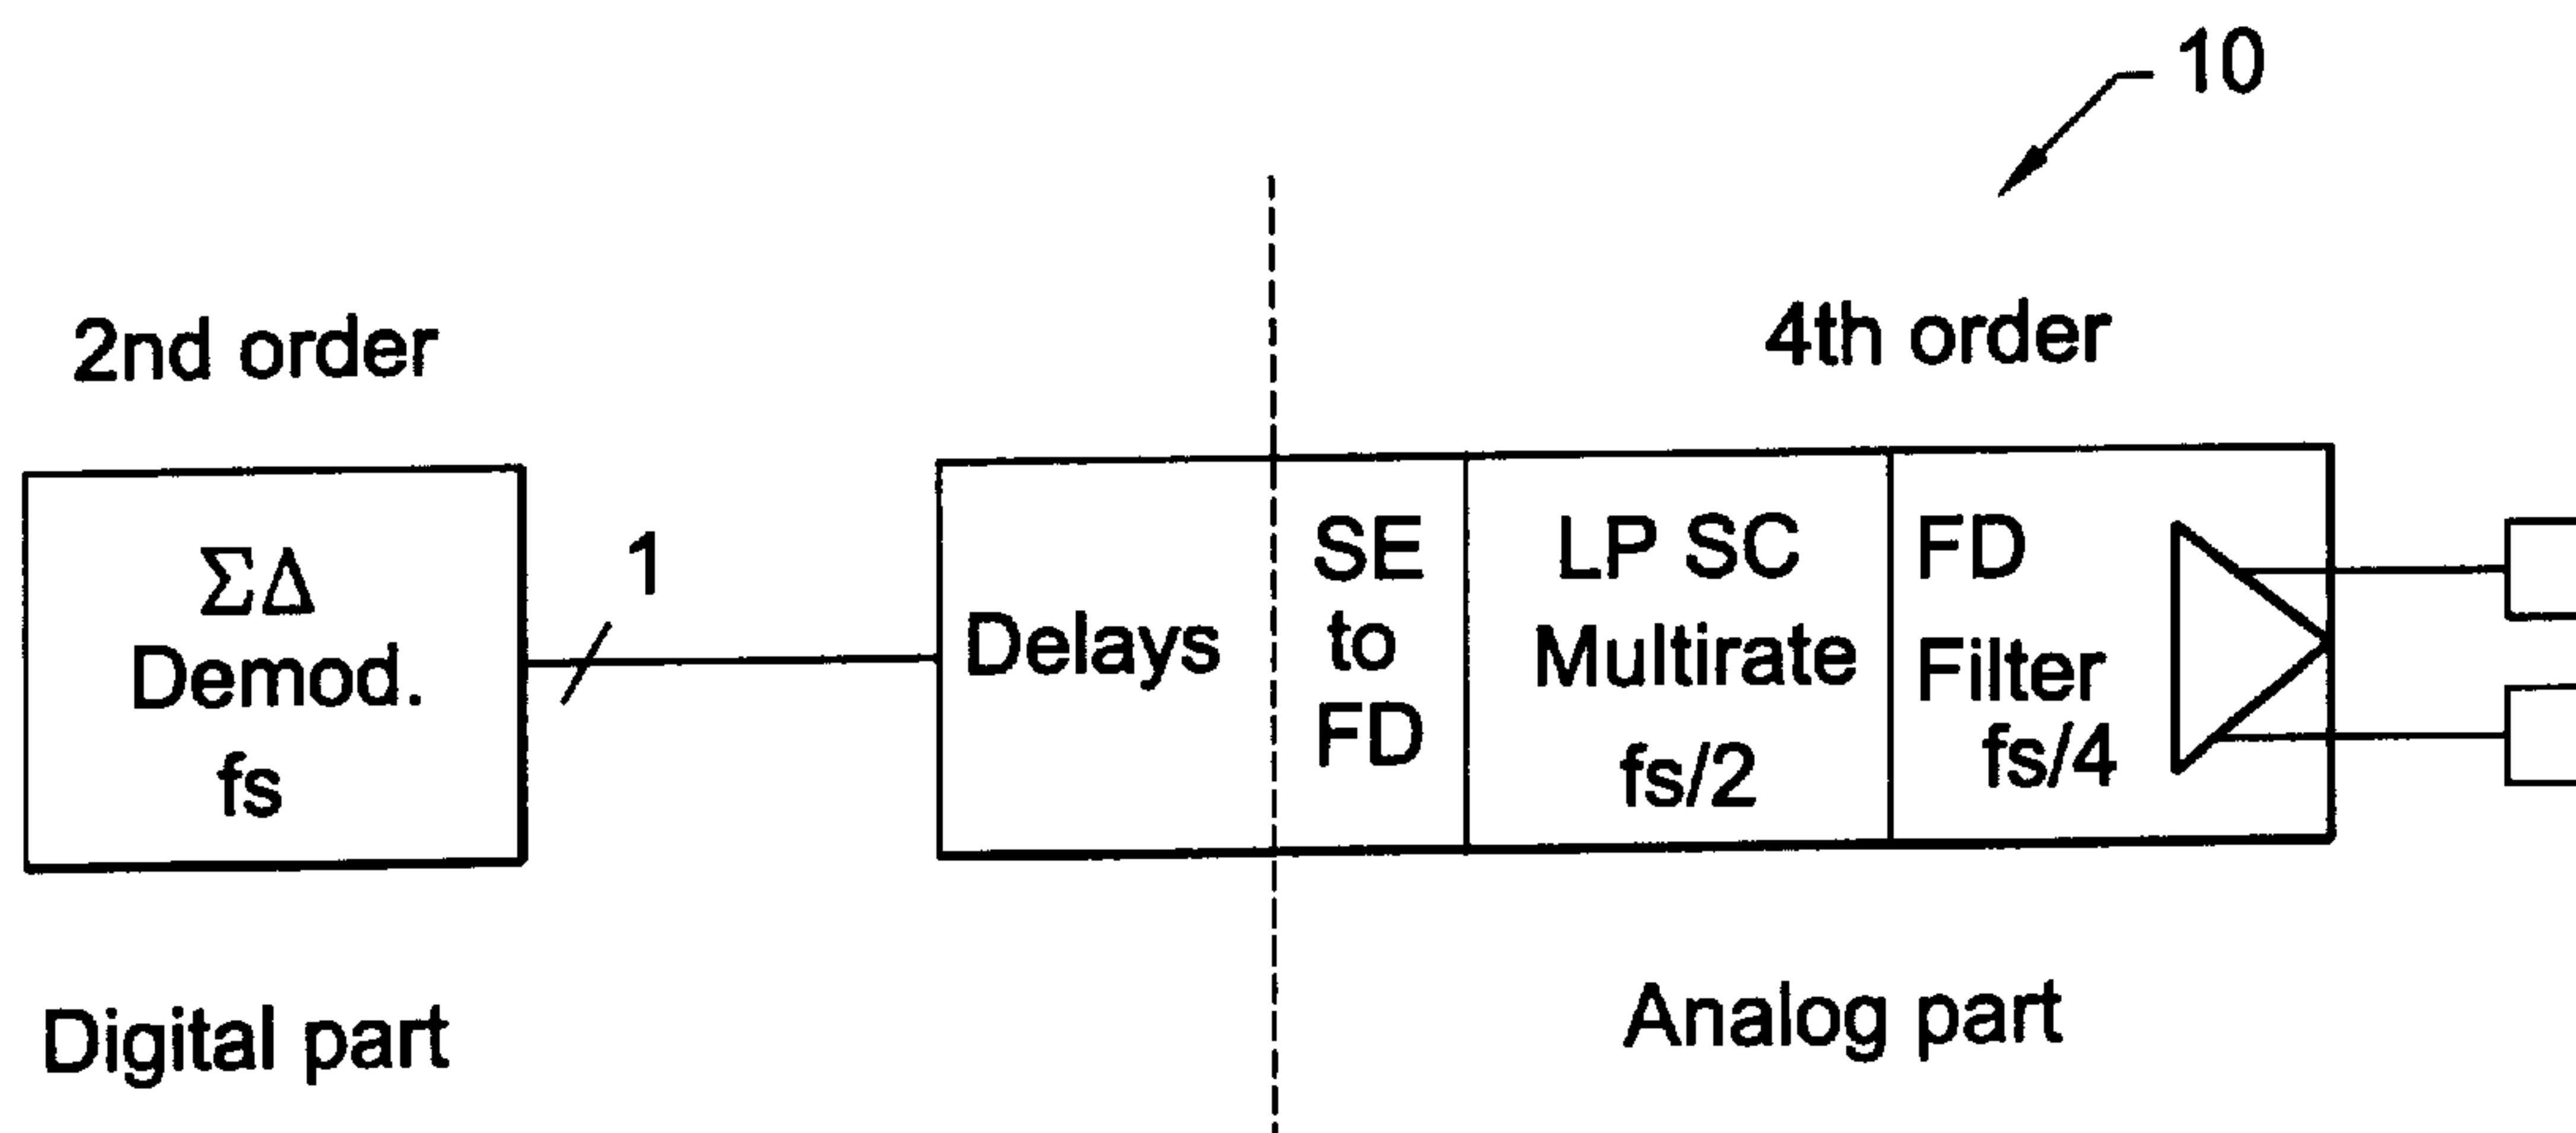 10
2nd order
4th order
ΣΔ
Demod.
fs
1
Delays
SE
to
FD
LP SC
Multirate
fs/2
FD
Filter
fs/4
Digital part
Analog part